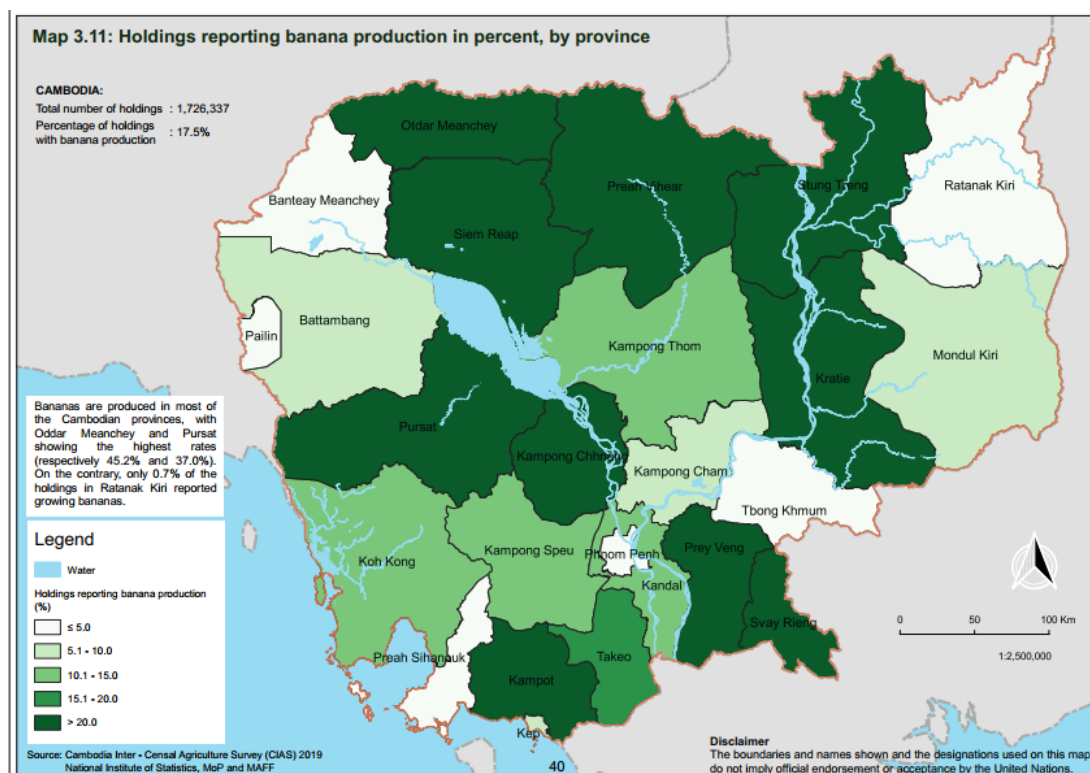 Map 3.11: Holdings reporting banana production in percent, by province
CAMBODIA:
Total number of holdings : 1,726,337
Percentage of holdings
with banana production : 17.5%
Otdar Meanchey
Preah Vihear
Stung Treng
Ratanak Kiri
Banteay Meanchey
Siem Reap
Battambang
Pailin
Kampong Thom
Mondul Kiri
Kratie
Pursat
Kampong Chhnang
Kampong Cham
Tbong Khmum
Kampong Speu
Phnom Penh
Prey Veng
Koh Kong
Kandal
Svay Rieng
Preah Sihanouk
Takeo
Kampot
Kep
Bananas are produced in most of
the Cambodian provinces, with
Oddar Meanchey and Pursat
showing the highest rates
(respectively 45.2% and 37.0%).
On the contrary, only 0.7% of the
holdings in Ratanak Kiri reported
growing bananas.
Legend
Water
Holdings reporting banana production
(%)
≤ 5.0
5.1 - 10.0
10.1 - 15.0
15.1 - 20.0
> 20.0
0 50 100 Km
1:2,500,000
Source: Cambodia Inter - Censal Agriculture Survey (CIAS) 2019
National Institute of Statistics, MoP and MAFF
40
Disclaimer
The boundaries and names shown and the designations used on this map
do not imply official endorsement or acceptance by the United Nations.